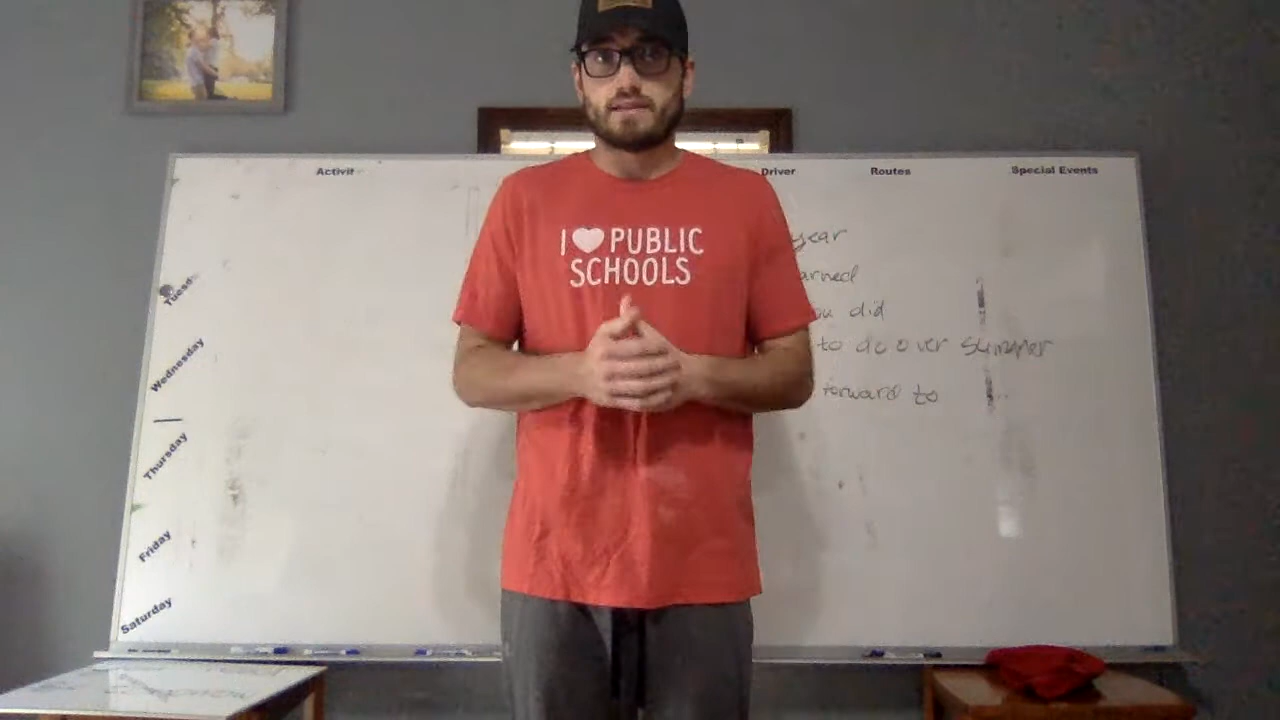 Activit
Driver
Routes
Special Events
I PUBLIC
SCHOOLS
year
arned
Tuesd
ou did
to do over summer
Wednesday
forward to
Thursday
Friday
Saturday